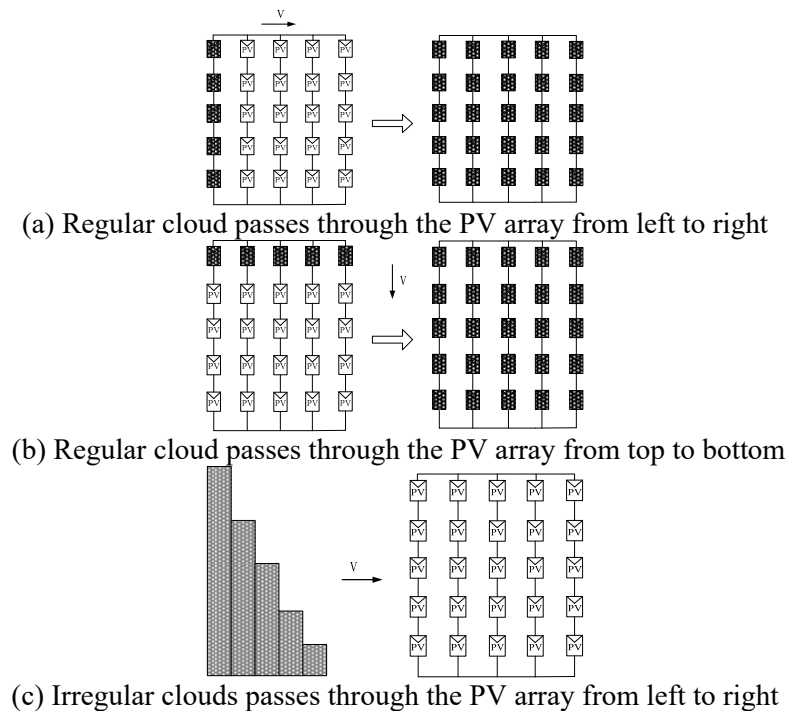 V
PV PV PV PV
PV PV PV PV
PV PV PV PV
PV PV PV PV
PV PV PV PV
(a) Regular cloud passes through the PV array from left to right
V
PV PV PV PV PV
PV PV PV PV PV
PV PV PV PV PV
PV PV PV PV PV
(b) Regular cloud passes through the PV array from top to bottom
V
PV PV PV PV PV
PV PV PV PV PV
PV PV PV PV PV
PV PV PV PV PV
PV PV PV PV PV
(c) Irregular clouds passes through the PV array from left to right